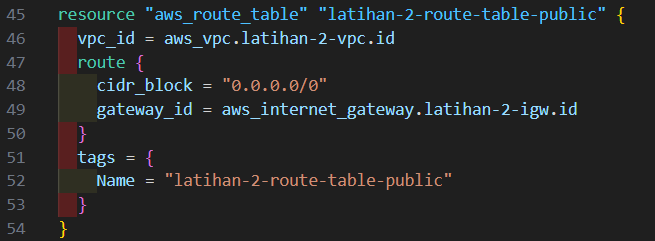 45 resource "aws_route_table" "latihan-2-route-table-public" {
46   vpc_id = aws_vpc.latihan-2-vpc.id
47   route {
48     cidr_block = "0.0.0.0/0"
49     gateway_id = aws_internet_gateway.latihan-2-igw.id
50   }
51   tags = {
52     Name = "latihan-2-route-table-public"
53   }
54 }